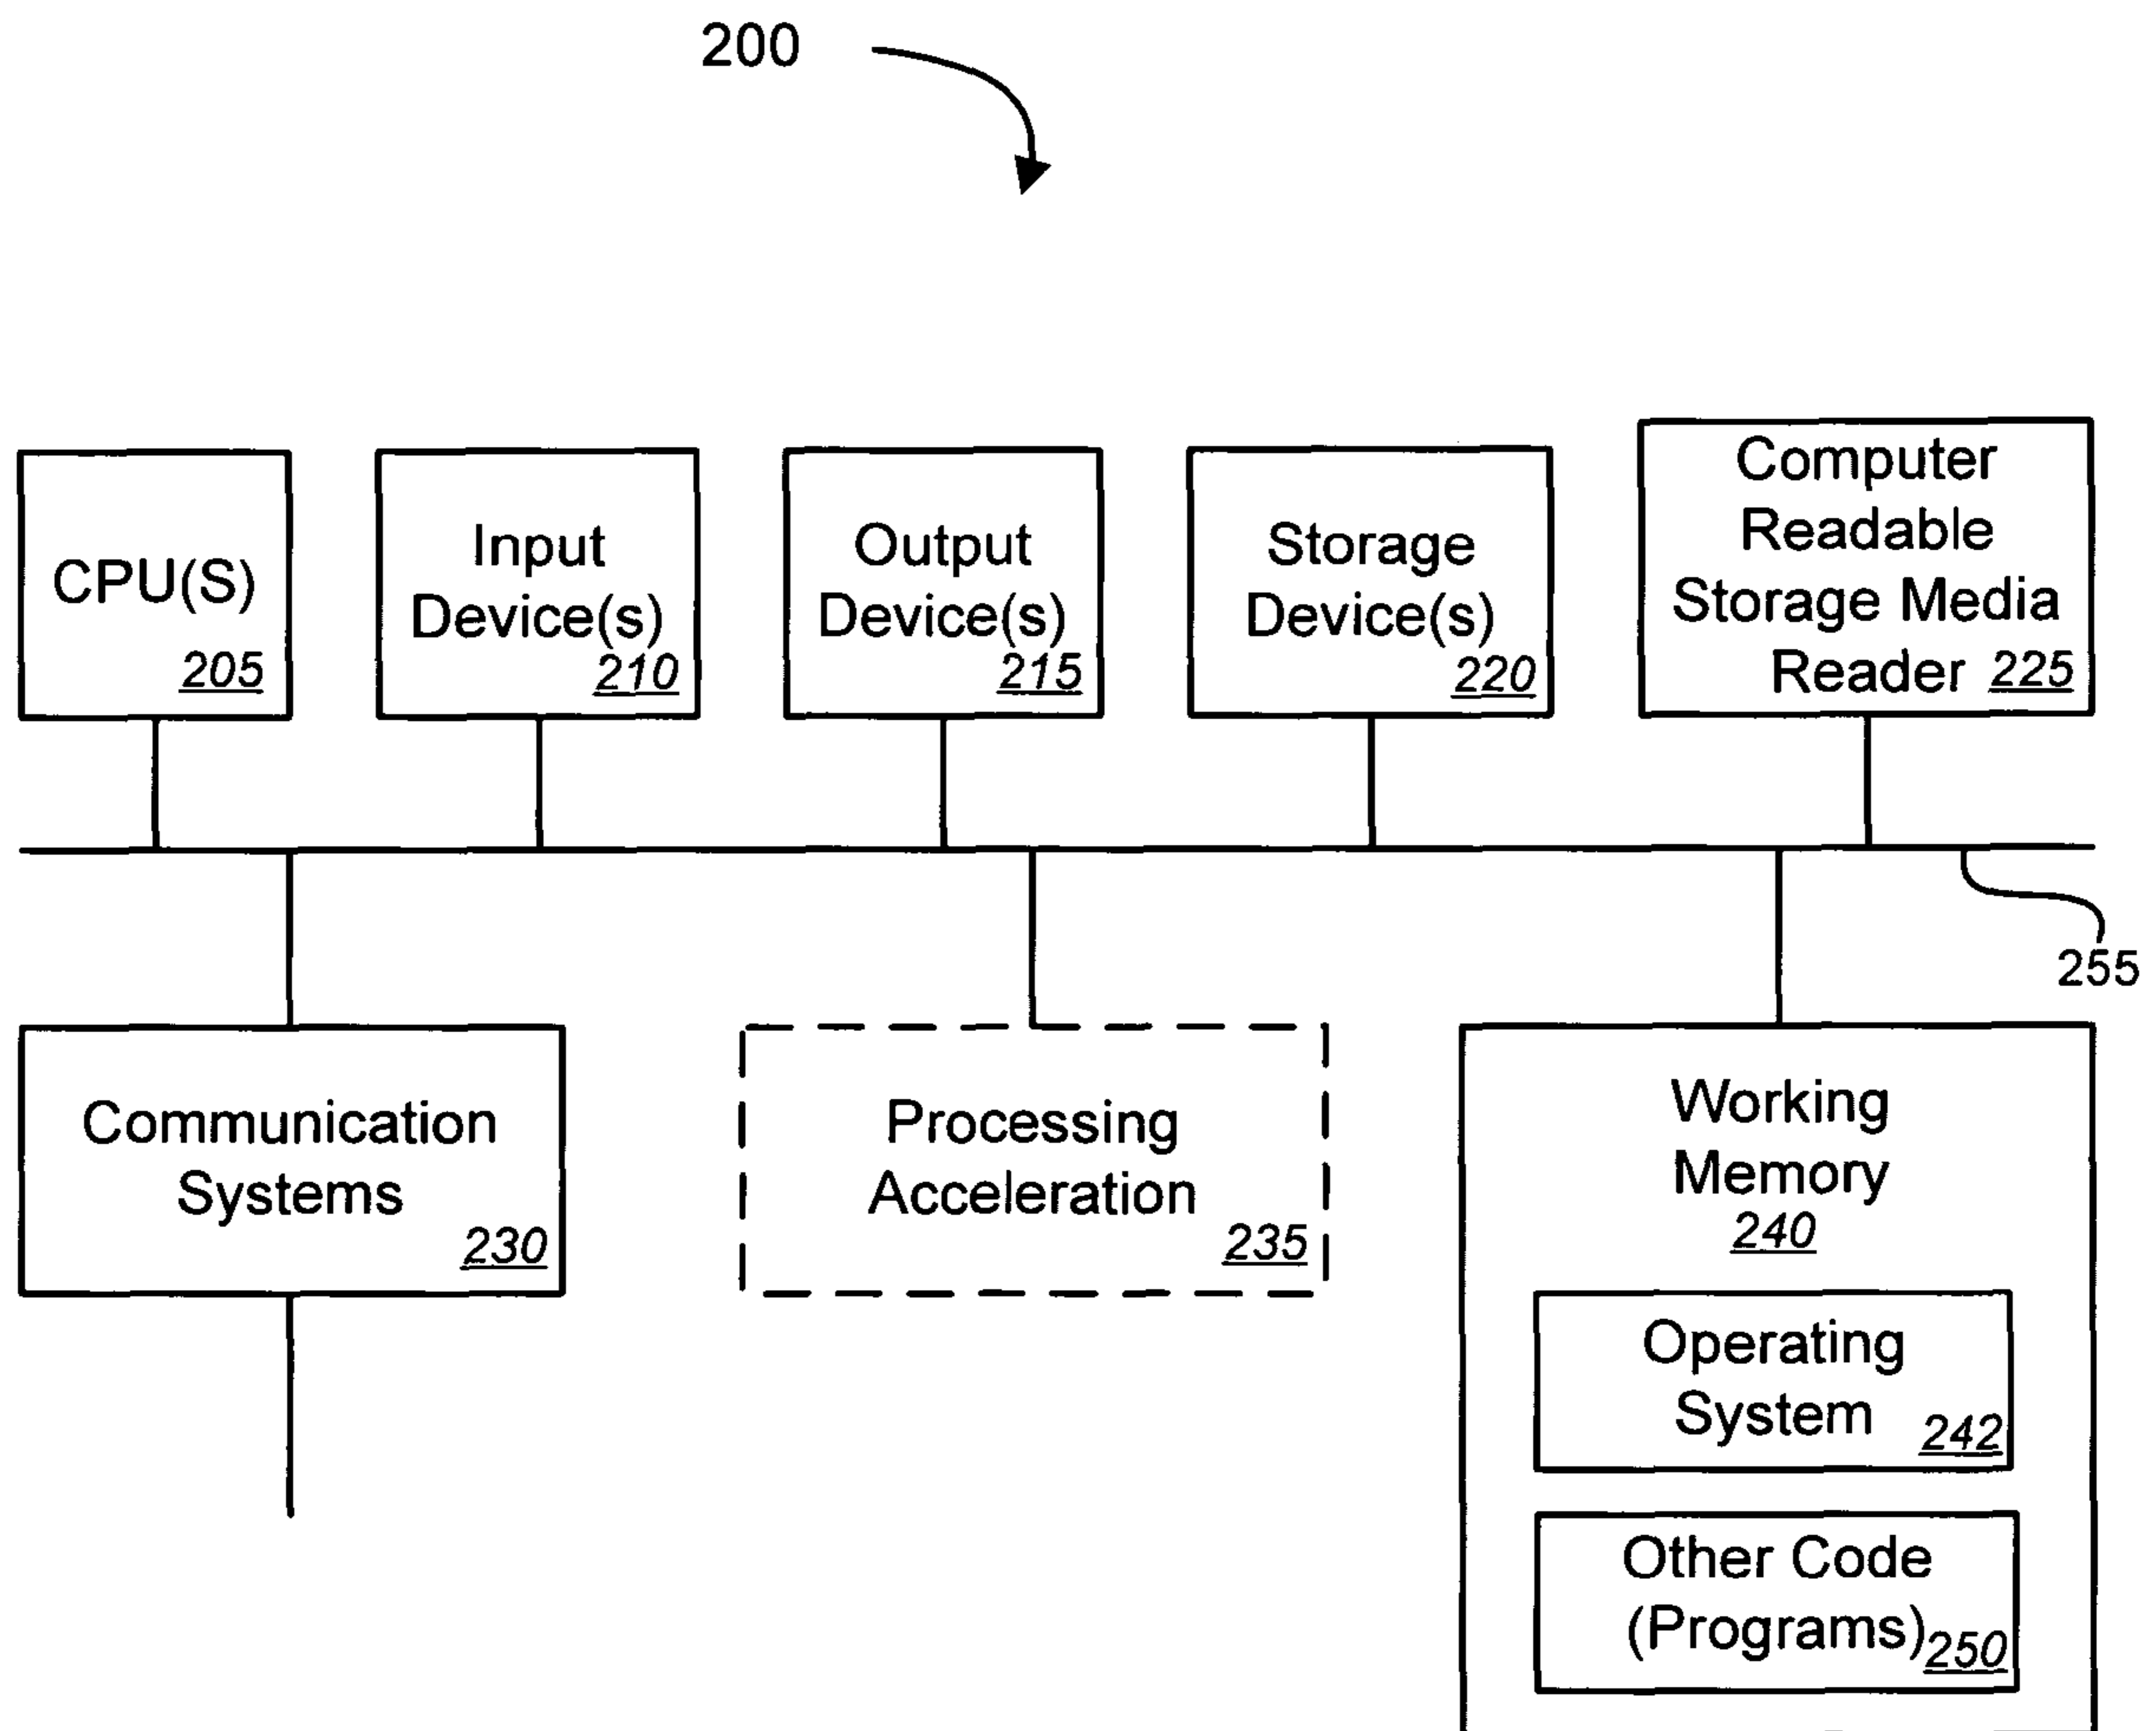 200
CPU(S)
205
Input
Device(s)
210
Output
Device(s)
215
Storage
Device(s)
220
Computer
Readable
Storage Media
Reader 225
255
Communication
Systems
230
Processing
Acceleration
235
Working
Memory
240
Operating
System
242
Other Code
(Programs)
250